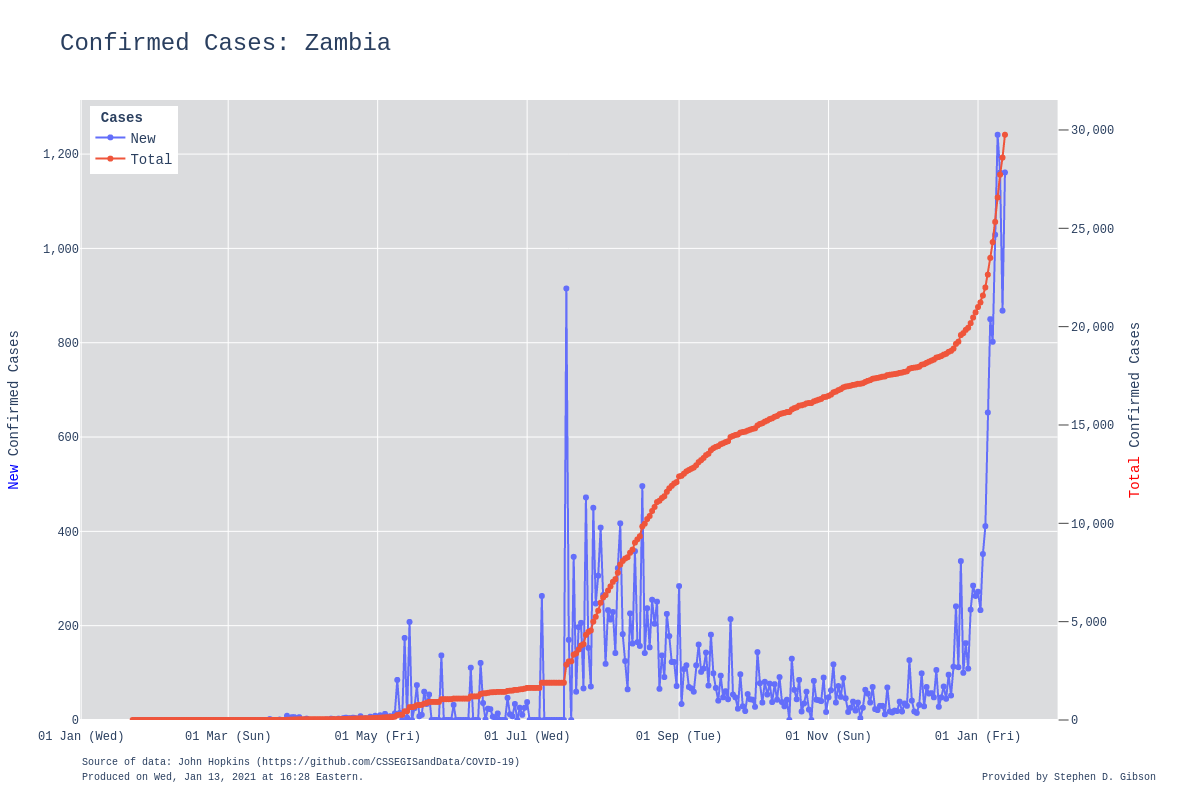 Confirmed Cases: Zambia
Cases
New
Total
1,200
1,000
800
600
400
200
0
New Confirmed Cases
30,000
25,000
20,000
15,000
10,000
5,000
0
Total Confirmed Cases
01 Jan (Wed)
01 Mar (Sun)
01 May (Fri)
01 Jul (Wed)
01 Sep (Tue)
01 Nov (Sun)
01 Jan (Fri)
Source of data: John Hopkins (https://github.com/CSSEGISandData/COVID-19)
Produced on Wed, Jan 13, 2021 at 16:28 Eastern.
Provided by Stephen D. Gibson